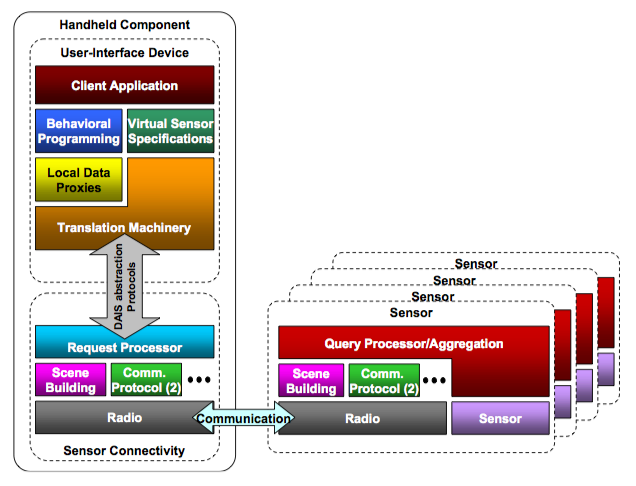 Handheld Component
User-Interface Device
Client Application
Behavioral
Programming
Virtual Sensor
Specifications
Local Data
Proxies
Translation Machinery
DAIS abstraction
Protocols
Request Processor
Scene
Building
Comm.
Protocol (2)
•••
Radio
Sensor Connectivity
Communication
Sensor
Sensor
Sensor
Sensor
Query Processor/Aggregation
Scene
Building
Comm.
Protocol (2)
•••
Radio
Sensor